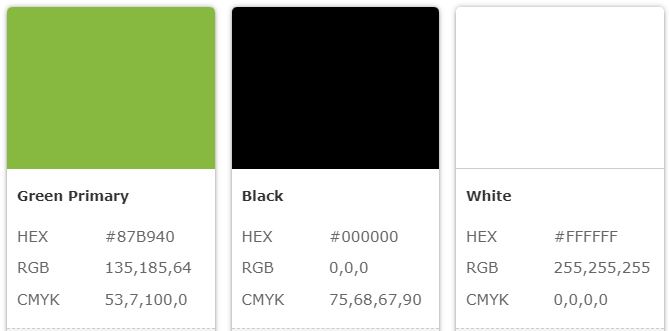 Green Primary
HEX #87B940
RGB 135,185,64
CMYK 53,7,100,0
Black
HEX #000000
RGB 0,0,0
CMYK 75,68,67,90
White
HEX #FFFFFF
RGB 255,255,255
CMYK 0,0,0,0